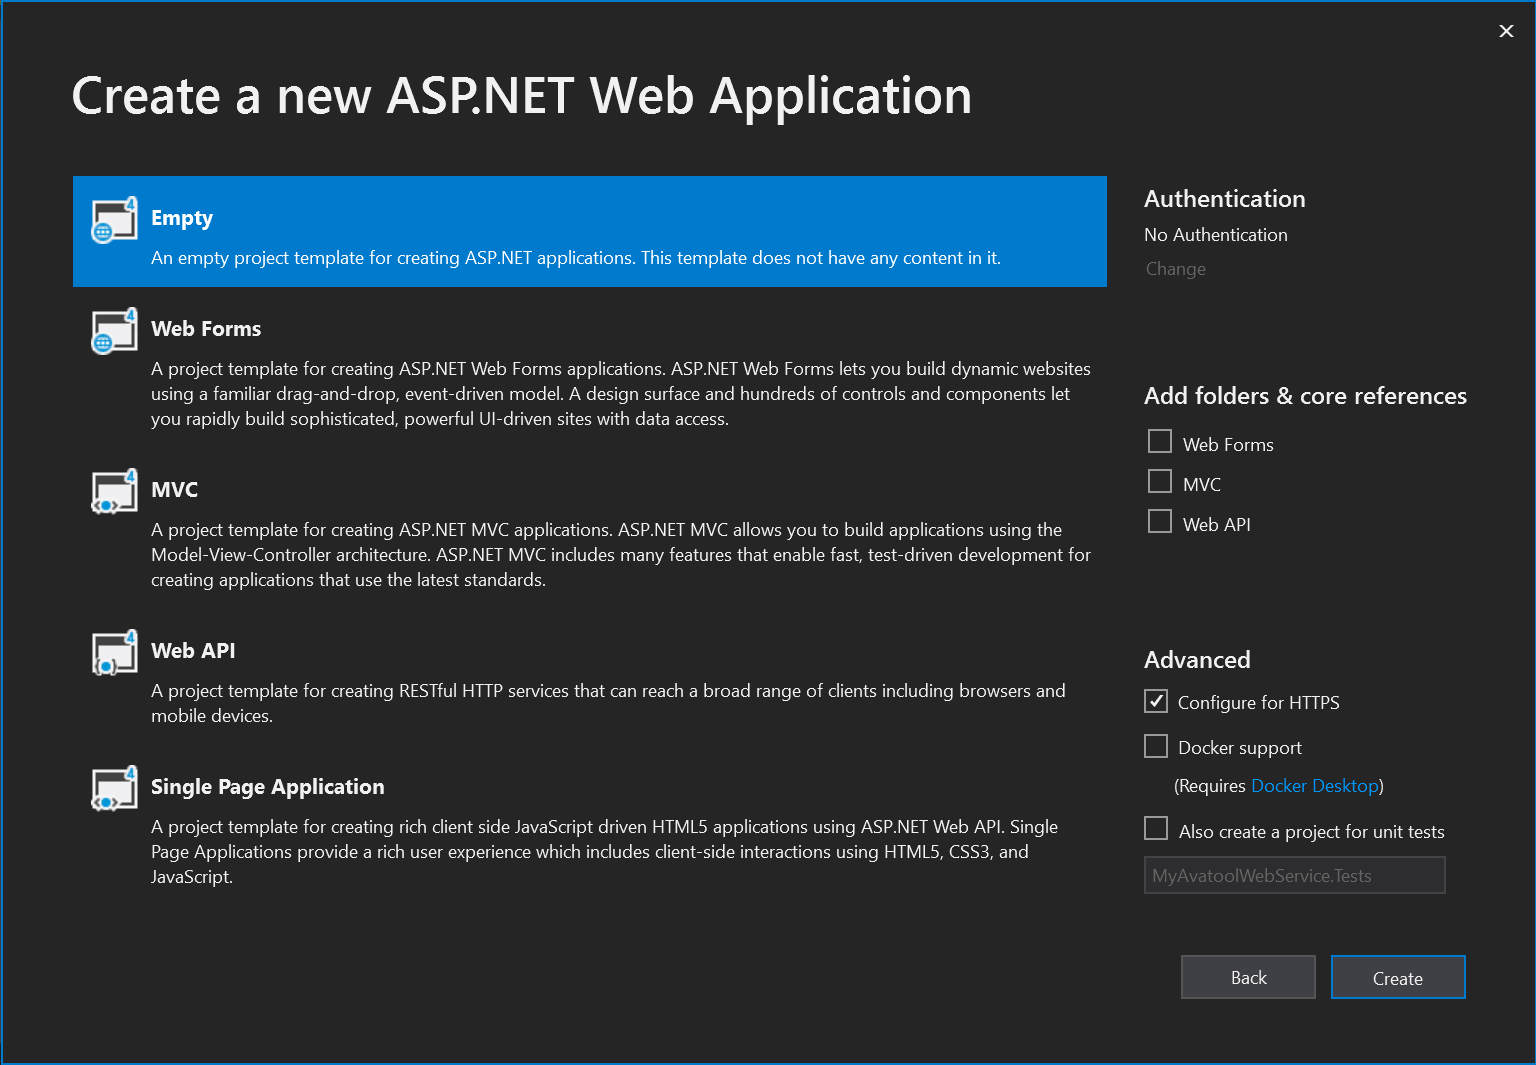 Create a new ASP.NET Web Application
Empty
An empty project template for creating ASP.NET applications. This template does not have any content in it.
Web Forms
A project template for creating ASP.NET Web Forms applications. ASP.NET Web Forms lets you build dynamic websites
using a familiar drag-and-drop, event-driven model. A design surface and hundreds of controls and components let
you rapidly build sophisticated, powerful UI-driven sites with data access.
MVC
A project template for creating ASP.NET MVC applications. ASP.NET MVC allows you to build applications using the
Model-View-Controller architecture. ASP.NET MVC includes many features that enable fast, test-driven development for
creating applications that use the latest standards.
Web API
A project template for creating RESTful HTTP services that can reach a broad range of clients including browsers and
mobile devices.
Single Page Application
A project template for creating rich client side JavaScript driven HTML5 applications using ASP.NET Web API. Single
Page Applications provide a rich user experience which includes client-side interactions using HTML5, CSS3, and
JavaScript.
Authentication
No Authentication
Change
Add folders & core references
Web Forms
MVC
Web API
Advanced
Configure for HTTPS
Docker support
(Requires Docker Desktop)
Also create a project for unit tests
MyAvatoolWebService.Tests
Back
Create